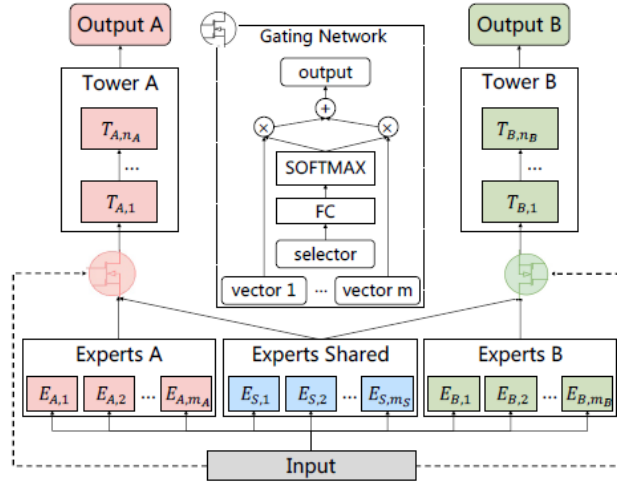 Output A
Output B
Gating Network
output
+
× ×
SOFTMAX
FC
selector
vector 1 ... vector m
Tower A
T_{A,n_A}
...
T_{A,1}
Tower B
T_{B,n_B}
...
T_{B,1}
Experts A
E_{A,1} E_{A,2} ... E_{A,m_A}
Experts Shared
E_{S,1} E_{S,2} ... E_{S,m_S}
Experts B
E_{B,1} E_{B,2} ... E_{B,m_B}
Input